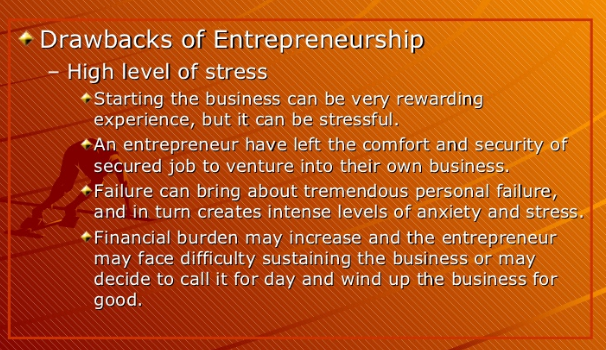 Drawbacks of Entrepreneurship
– High level of stress
Starting the business can be very rewarding
experience, but it can be stressful.
An entrepreneur have left the comfort and security of
secured job to venture into their own business.
Failure can bring about tremendous personal failure,
and in turn creates intense levels of anxiety and stress.
Financial burden may increase and the entrepreneur
may face difficulty sustaining the business or may
decide to call it for day and wind up the business for
good.